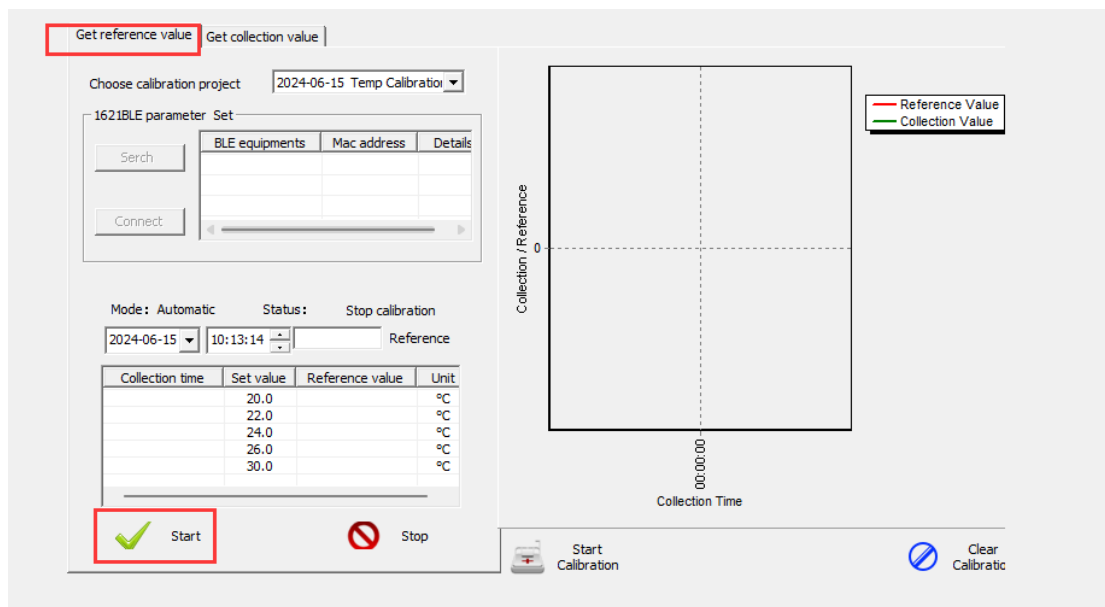 Get reference value Get collection value
Choose calibration project 2024-06-15 Temp Calibratio
1621BLE parameter Set
Serch
BLE equipments Mac address Details
Connect
Mode: Automatic Status: Stop calibration
2024-06-15 10:13:14 Reference
Collection time Set value Reference value Unit
20.0 °C
22.0 °C
24.0 °C
26.0 °C
30.0 °C
Start Stop
Reference Value
Collection Value
Collection / Reference
0
00:00:00
Collection Time
Start
Calibration
Clear
Calibratic